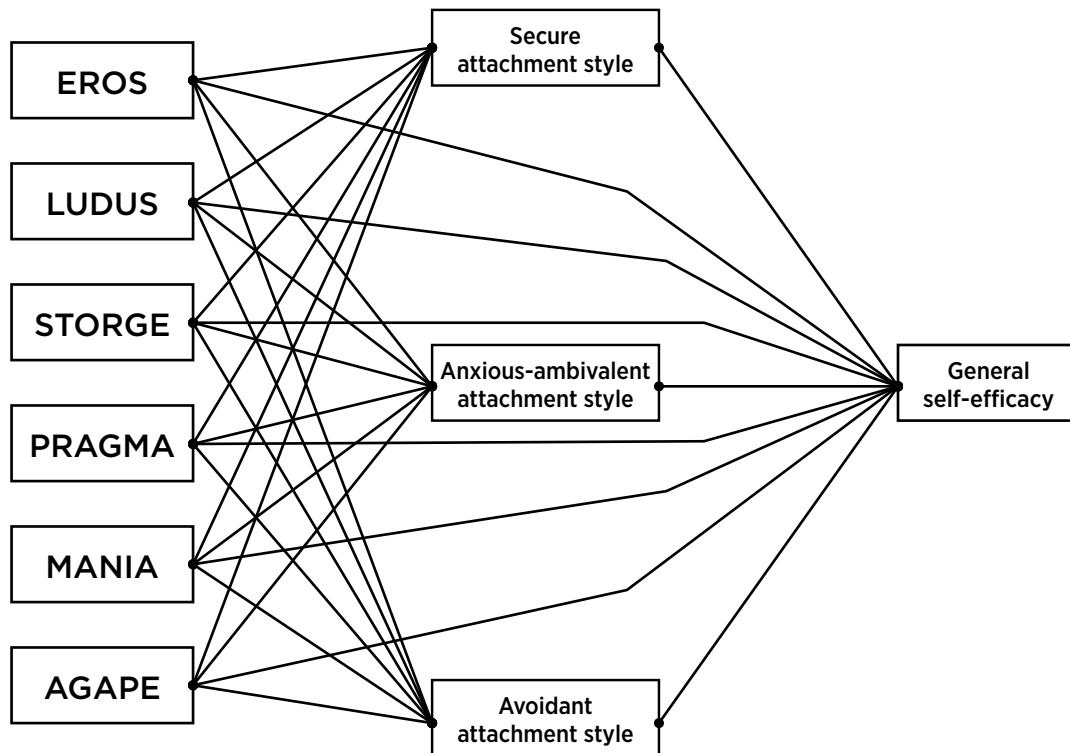 EROS
LUDUS
STORGE
PRAGMA
MANIA
AGAPE
Secure
attachment style
Anxious-ambivalent
attachment style
Avoidant
attachment style
General
self-efficacy